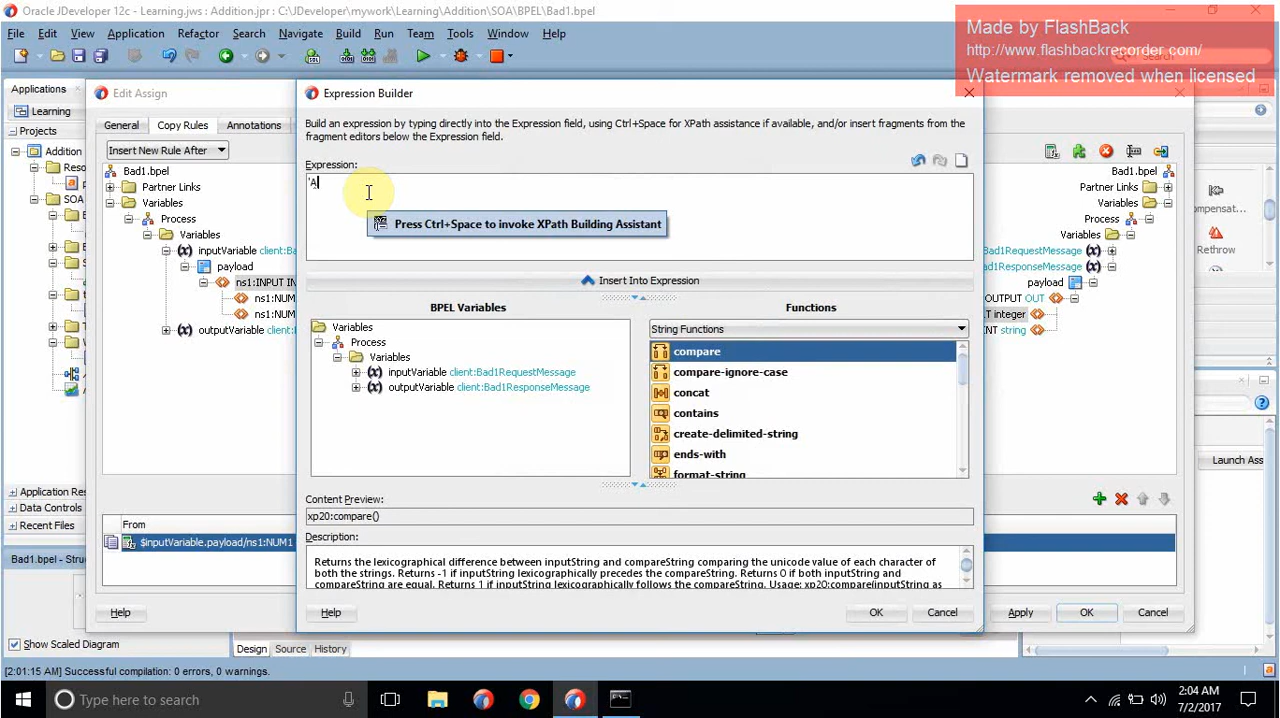 Oracle JDeveloper 12c - Learning.jws : Addition.jpr : C:\JDeveloper\mywork\Learning\Addition\SOA\BPEL\Bad1.bpel
Made by FlashBack
http://www.flashbackrecorder.com/
Watermark removed when licensed
File Edit View Application Refactor Search Navigate Build Run Team Tools Window Help
Search
Applications
Edit Assign
Expression Builder
Learning
General Copy Rules Annotations
Build an expression by typing directly into the Expression field, using Ctrl+Space for XPath assistance if available, and/or insert fragments from the
fragment editors below the Expression field.
Projects
Insert New Rule After
Expression:
'A
Press Ctrl+Space to invoke XPath Building Assistant
Insert Into Expression
Addition
SOA
Bad1.bpel
Partner Links
Variables
Process
Variables
inputVariable client:Bad1
payload
ns1:INPUT IN
ns1:NUM
ns1:NUM
outputVariable client:
BPEL Variables
Variables
Process
Variables
inputVariable client:Bad1RequestMessage
outputVariable client:Bad1ResponseMessage
Functions
String Functions
compare
compare-ignore-case
concat
contains
create-delimited-string
ends-with
format-string
Bad1.bpel
Partner Links
Variables
Process
Variables
ad1RequestMessage
ad1ResponseMessage
payload
OUTPUT OUT
LT integer
INT string
Compensat...
Rethrow
Launch Ass
Application Res
Data Controls
Recent Files
Content Preview:
xp20:compare()
Description:
Returns the lexicographical difference between inputString and compareString comparing the unicode value of each character of
both the strings. Returns -1 if inputString lexicographically precedes the compareString. Returns 0 if both inputString and
compareString are equal. Returns 1 if inputString lexicographically follows the compareString. Usage: xp20:compare(inputString as
From
$inputVariable.payload/ns1:NUM1
Bad1.bpel - Stru
Help
Help
OK
Cancel
Apply
OK
Cancel
Show Scaled Diagram
Design Source History
[2:01:15 AM] Successful compilation: 0 errors, 0 warnings.
Type here to search
2:04 AM
7/2/2017